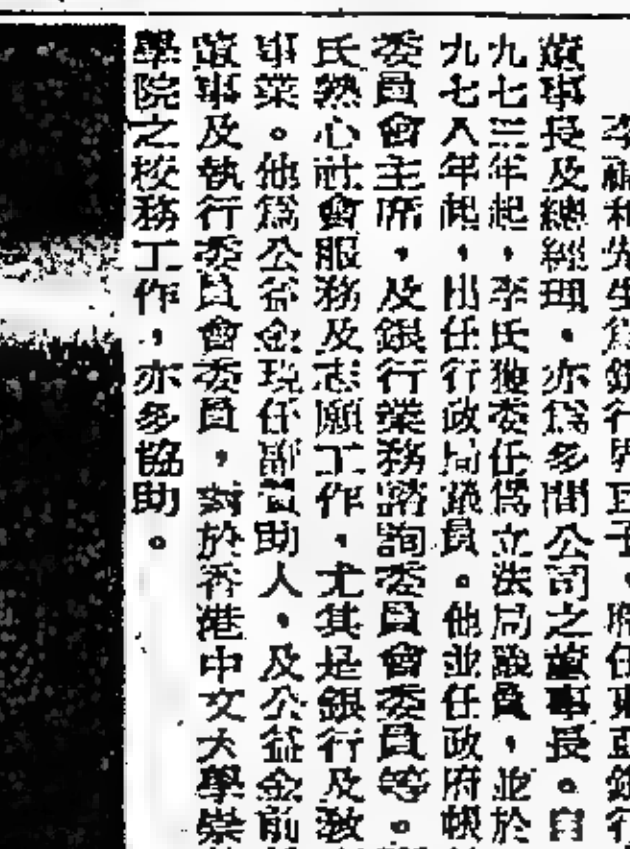 李福和先生為銀行界巨子，席任東亞銀行
董事長及總經理，亦為多間公司之董事長。自
九七三年起，李氏獲委任為立法局議員，並於
九七八年起，出任行政局議員。他並任政府帳
委員會主席，及銀行業務諮詢委員會委員等。
氏熱心社會服務及志願工作，尤其是銀行及教
事業。他為公益金現任副贊助人，及公益金前
董事及執行委員會委員，對於香港中文大學崇
學院之校務工作，亦多協助。